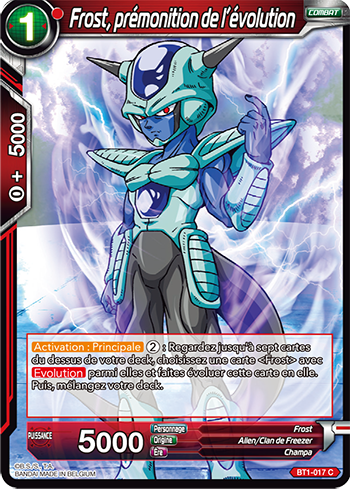 1
Frost, prémonition de l'évolution
COMBAT
0 + 5000
Activation : Principale 2 : Regardez jusqu'à sept cartes
du dessus de votre deck, choisissez une carte <Frost> avec
Evolution parmi elles et faites évoluer cette carte en elle.
Puis, mélangez votre deck.
PUISSANCE 5000
Personnage Frost
Origine Alien/Clan de Freezer
Ère Champa
©B.S./S., T.A.
BANDAI MADE IN BELGIUM
BT1-017 C